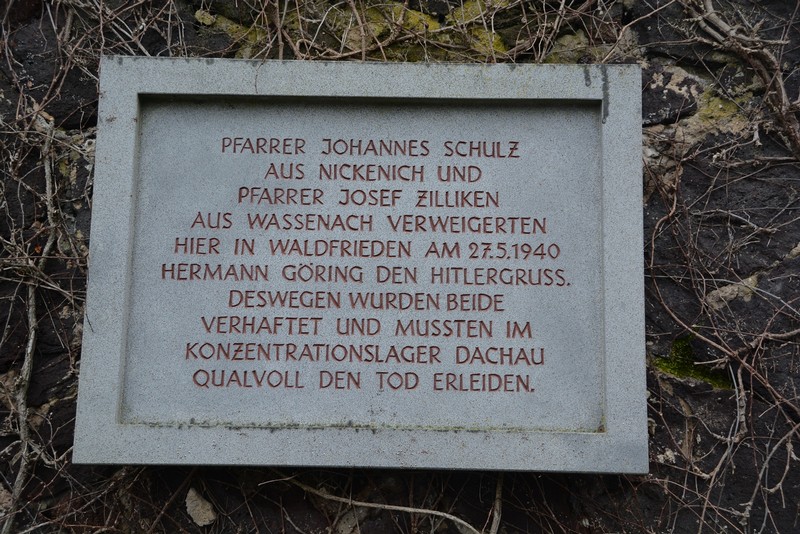 PFARRER JOHANNES SCHULZ
AUS NICKENICH UND
PFARRER JOSEF ZILLIKEN
AUS WASSENACH VERWEIGERTEN
HIER IN WALDFRIEDEN AM 27.5.1940
HERMANN GÖRING DEN HITLERGRUSS.
DESWEGEN WURDEN BEIDE
VERHAFTET UND MUSSTEN IM
KONZENTRATIONSLAGER DACHAU
QUALVOLL DEN TOD ERLEIDEN.